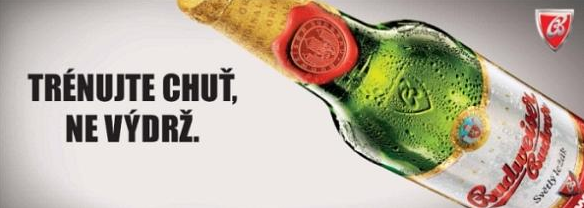 TRÉNUJTE CHUŤ,
NE VÝDRŽ.
Budweiser
Budvar
Světlý ležák